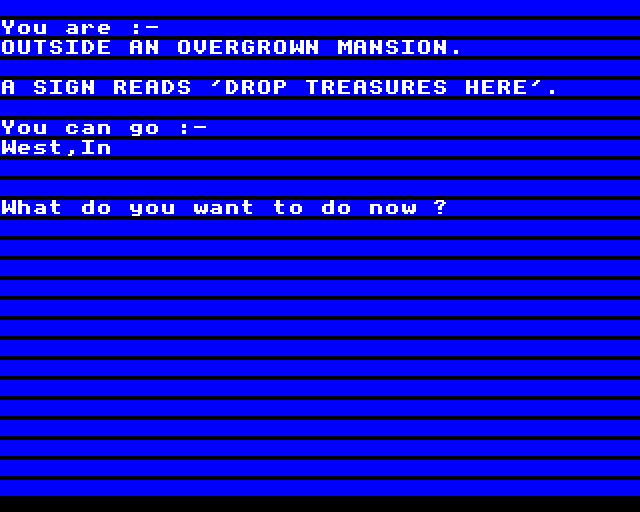 You are :-
OUTSIDE AN OVERGROWN MANSION.
A SIGN READS 'DROP TREASURES HERE'.
You can go :-
West,In
What do you want to do now ?